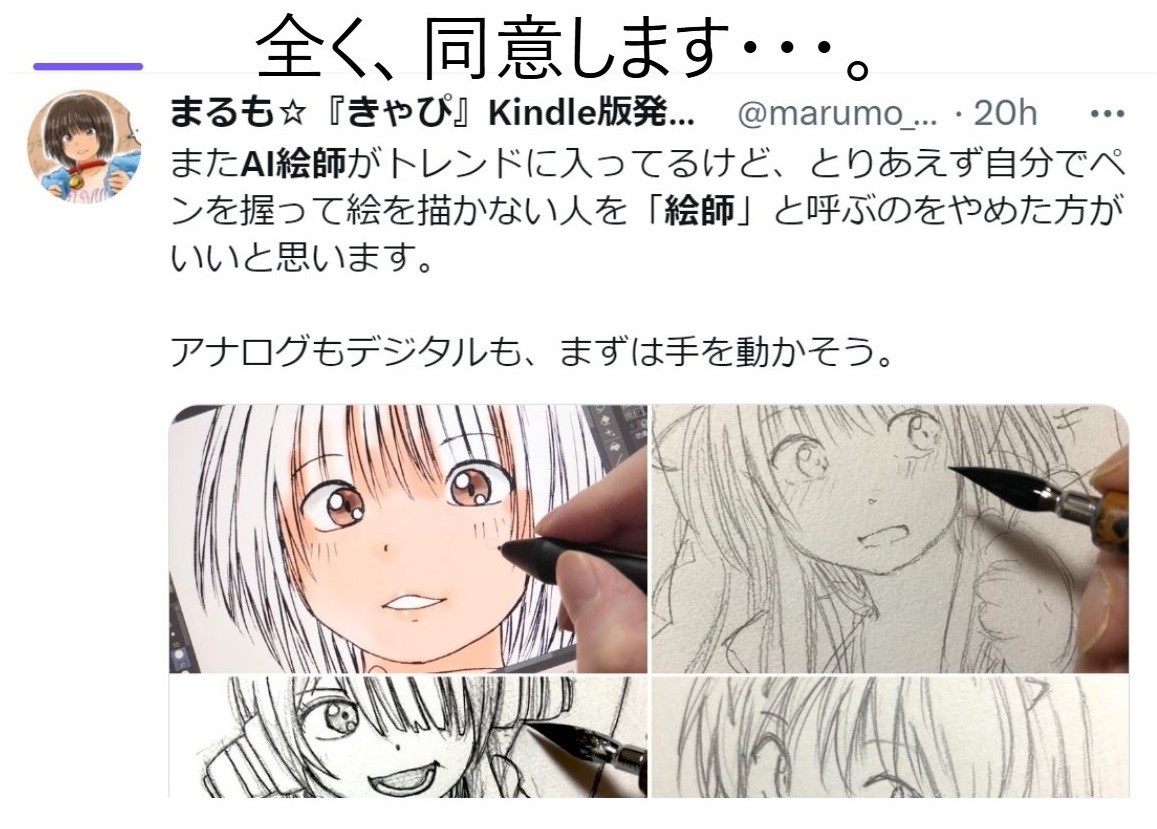 全く、同意します・・・。
まるも☆『きゃぴ』Kindle版発... @marumo_... · 20h
またAI絵師がトレンドに入ってるけど、とりあえず自分でペ
ンを握って絵を描かない人を「絵師」と呼ぶのをやめた方が
いいと思います。
アナログもデジタルも、まずは手を動かそう。